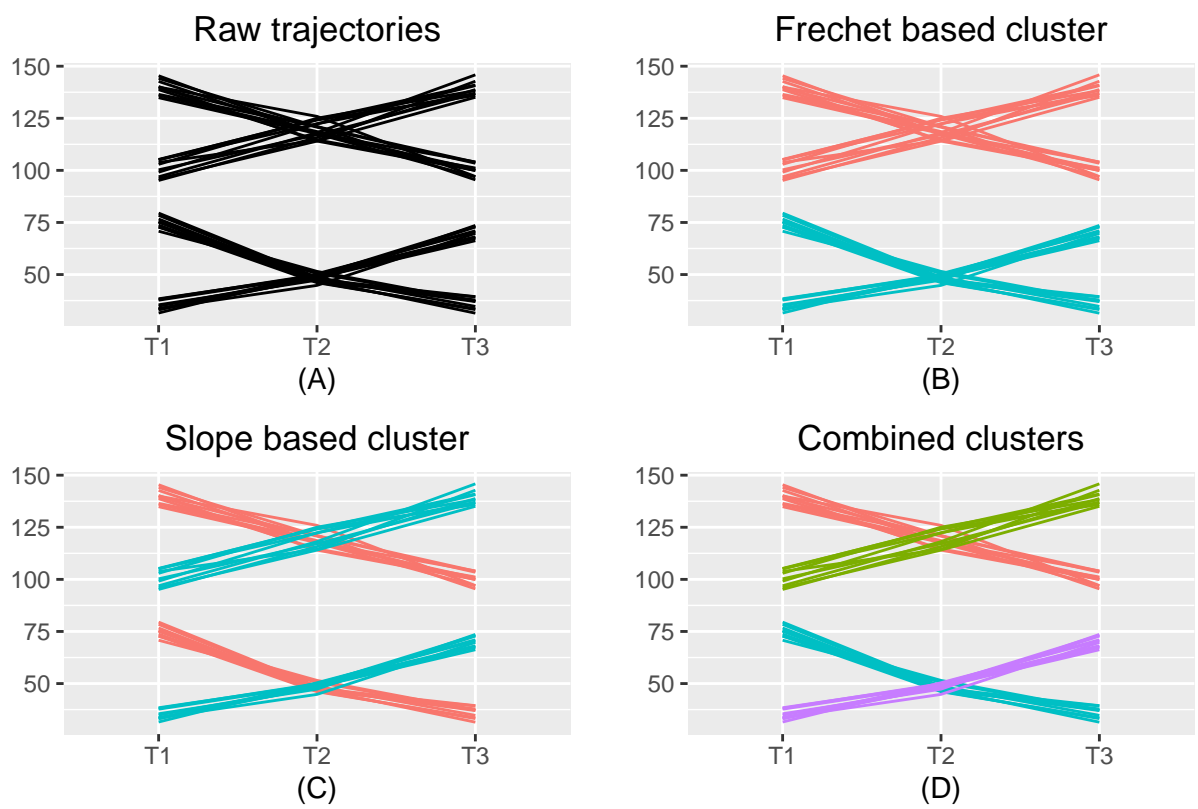 Raw trajectories
150
125
100
75
50
T1 T2 T3
(A)
Frechet based cluster
150
125
100
75
50
T1 T2 T3
(B)
Slope based cluster
150
125
100
75
50
T1 T2 T3
(C)
Combined clusters
150
125
100
75
50
T1 T2 T3
(D)